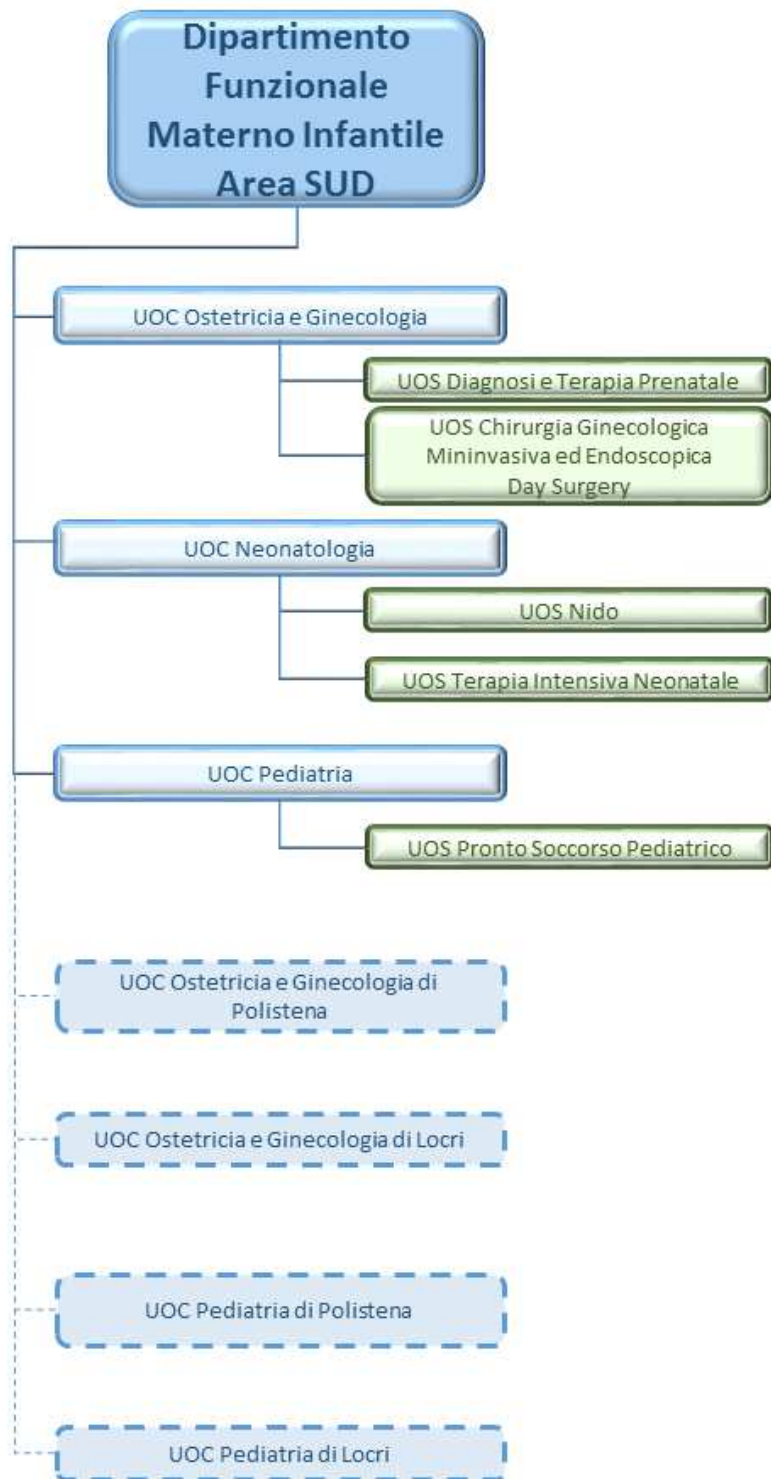 Dipartimento
Funzionale
Materno Infantile
Area SUD
UOC Ostetricia e Ginecologia
UOS Diagnosi e Terapia Prenatale
UOS Chirurgia Ginecologica
Mininvasiva ed Endoscopica
Day Surgery
UOC Neonatologia
UOS Nido
UOS Terapia Intensiva Neonatale
UOC Pediatria
UOS Pronto Soccorso Pediatrico
UOC Ostetricia e Ginecologia di
Polistena
UOC Ostetricia e Ginecologia di Locri
UOC Pediatria di Polistena
UOC Pediatria di Locri